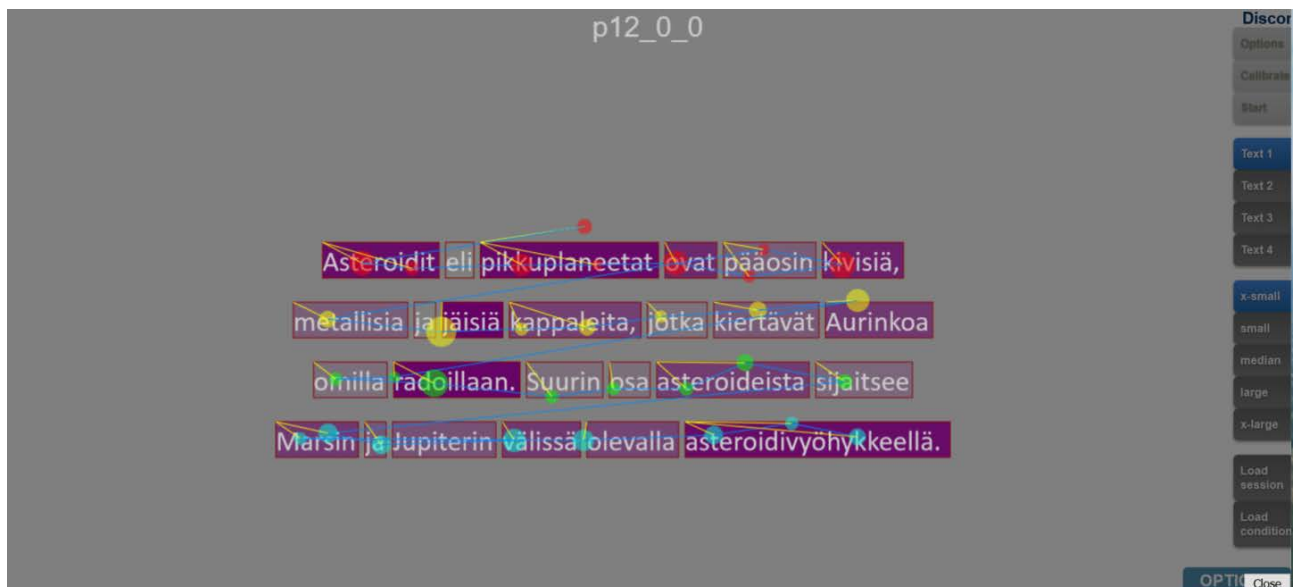 p12_0_0
Asteroidit eli pikkuplaneetat ovat pääosin kivisiä,
metallisia ja jäisiä kappaleita, jotka kiertävät Aurinkoa
omilla radoillaan. Suurin osa asteroideista sijaitsee
Marsin ja Jupiterin välissä olevalla asteroidivyöhykkeellä.
Discon
Options
Calibrate
Start
Text 1
Text 2
Text 3
Text 4
x-small
small
median
large
x-large
Load
session
Load
condition
OPTIO
Close